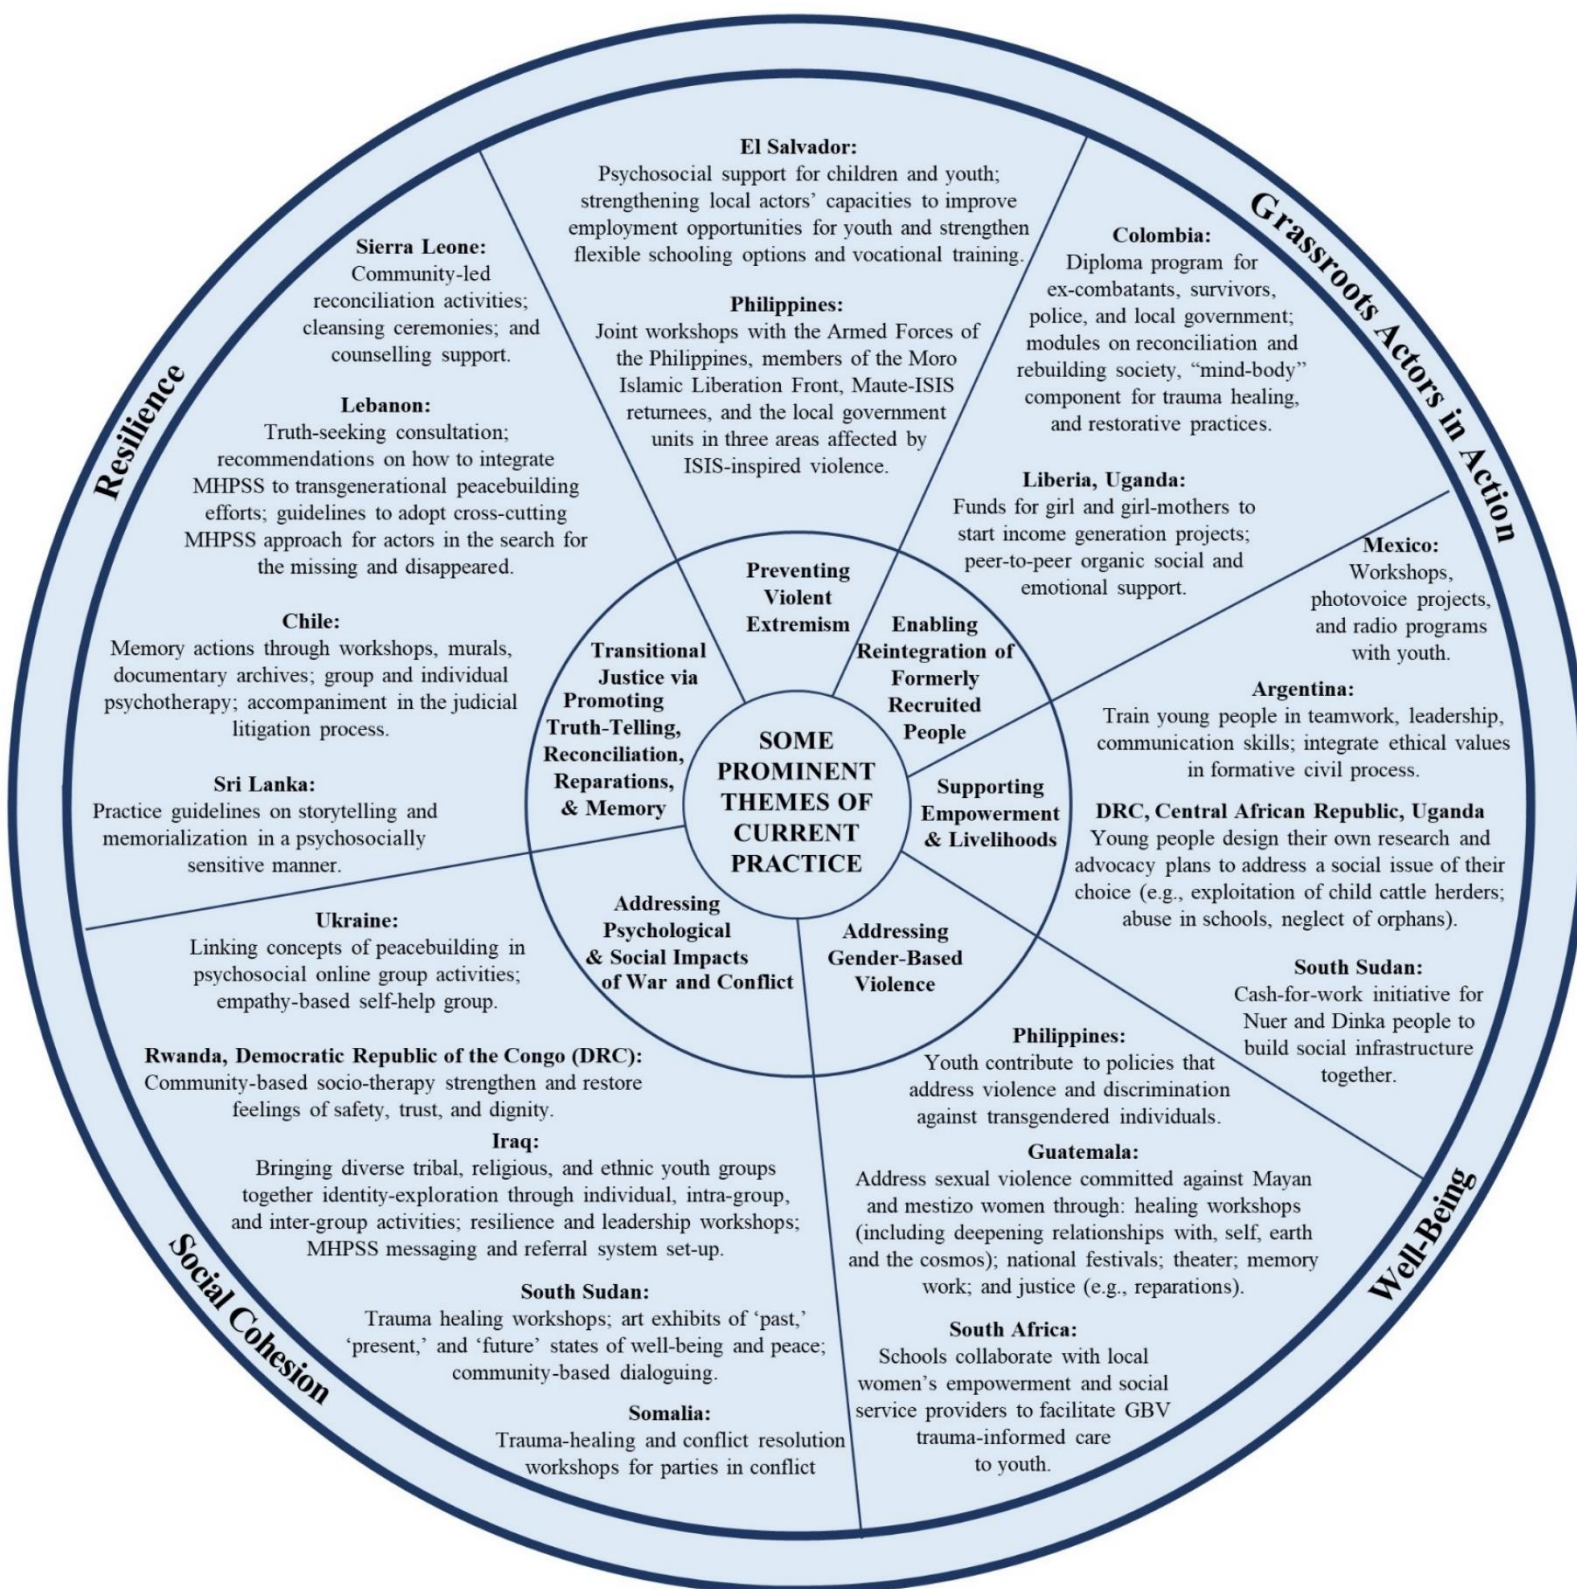 SOME
PROMINENT
THEMES OF
CURRENT
PRACTICE
Preventing
Violent
Extremism
El Salvador:
Psychosocial support for children and youth;
strengthening local actors’ capacities to improve
employment opportunities for youth and strengthen
flexible schooling options and vocational training.
Philippines:
Joint workshops with the Armed Forces of
the Philippines, members of the Moro
Islamic Liberation Front, Maute-ISIS
returnees, and the local government
units in three areas affected by
ISIS-inspired violence.
Enabling
Reintegration of
Formerly
Recruited
People
Colombia:
Diploma program for
ex-combatants, survivors,
police, and local government;
modules on reconciliation and
rebuilding society, “mind-body”
component for trauma healing,
and restorative practices.
Liberia, Uganda:
Funds for girl and girl-mothers to
start income generation projects;
peer-to-peer organic social and
emotional support.
Supporting
Empowerment
& Livelihoods
Mexico:
Workshops,
photovoice projects,
and radio programs
with youth.
Argentina:
Train young people in teamwork, leadership,
communication skills; integrate ethical values
in formative civil process.
DRC, Central African Republic, Uganda
Young people design their own research and
advocacy plans to address a social issue of their
choice (e.g., exploitation of child cattle herders;
abuse in schools, neglect of orphans).
South Sudan:
Cash-for-work initiative for
Nuer and Dinka people to
build social infrastructure
together.
Addressing
Gender-Based
Violence
Philippines:
Youth contribute to policies that
address violence and discrimination
against transgendered individuals.
Guatemala:
Address sexual violence committed against Mayan
and mestizo women through: healing workshops
(including deepening relationships with, self, earth
and the cosmos); national festivals; theater; memory
work; and justice (e.g., reparations).
South Africa:
Schools collaborate with local
women’s empowerment and social
service providers to facilitate GBV
trauma-informed care
to youth.
Addressing
Psychological
& Social Impacts
of War and Conflict
Ukraine:
Linking concepts of peacebuilding in
psychosocial online group activities;
empathy-based self-help group.
Rwanda, Democratic Republic of the Congo (DRC):
Community-based socio-therapy strengthen and restore
feelings of safety, trust, and dignity.
Iraq:
Bringing diverse tribal, religious, and ethnic youth groups
together identity-exploration through individual, intra-group,
and inter-group activities; resilience and leadership workshops;
MHPSS messaging and referral system set-up.
South Sudan:
Trauma healing workshops; art exhibits of ‘past,’
‘present,’ and ‘future’ states of well-being and peace;
community-based dialoguing.
Somalia:
Trauma-healing and conflict resolution
workshops for parties in conflict
Transitional
Justice via
Promoting
Truth-Telling,
Reconciliation,
Reparations,
& Memory
Sierra Leone:
Community-led
reconciliation activities;
cleansing ceremonies; and
counselling support.
Lebanon:
Truth-seeking consultation;
recommendations on how to integrate
MHPSS to transgenerational peacebuilding
efforts; guidelines to adopt cross-cutting
MHPSS approach for actors in the search for
the missing and disappeared.
Chile:
Memory actions through workshops, murals,
documentary archives; group and individual
psychotherapy; accompaniment in the judicial
litigation process.
Sri Lanka:
Practice guidelines on storytelling and
memorialization in a psychosocially
sensitive manner.
Resilience
Grassroots Actors in Action
Well-Being
Social Cohesion